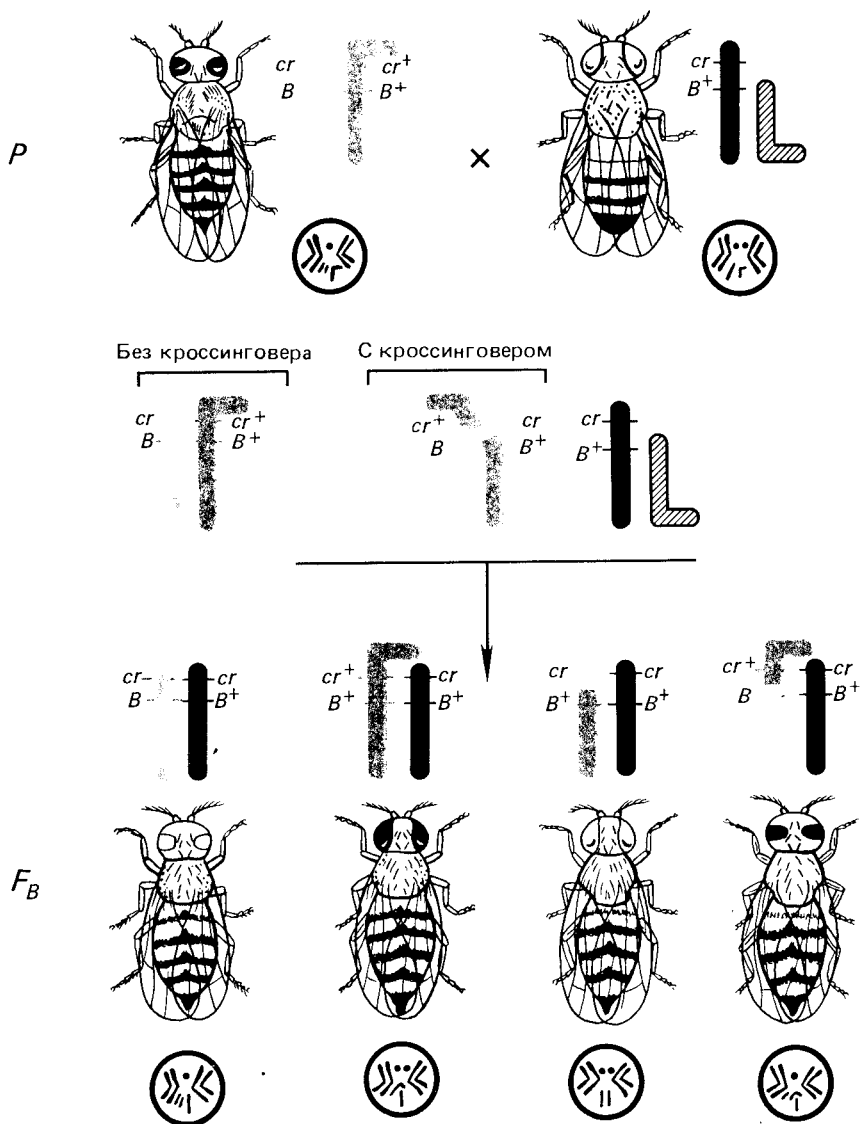 cr cr⁺ cr
B B⁺ B⁺
P ×
Без кроссинговера С кроссинговером
cr cr⁺ cr⁺ cr cr
B B⁺ B B⁺ B⁺
cr cr cr⁺ cr cr cr cr⁺ cr
B B⁺ B⁺ B⁺ B⁺ B⁺ B B⁺
F_B